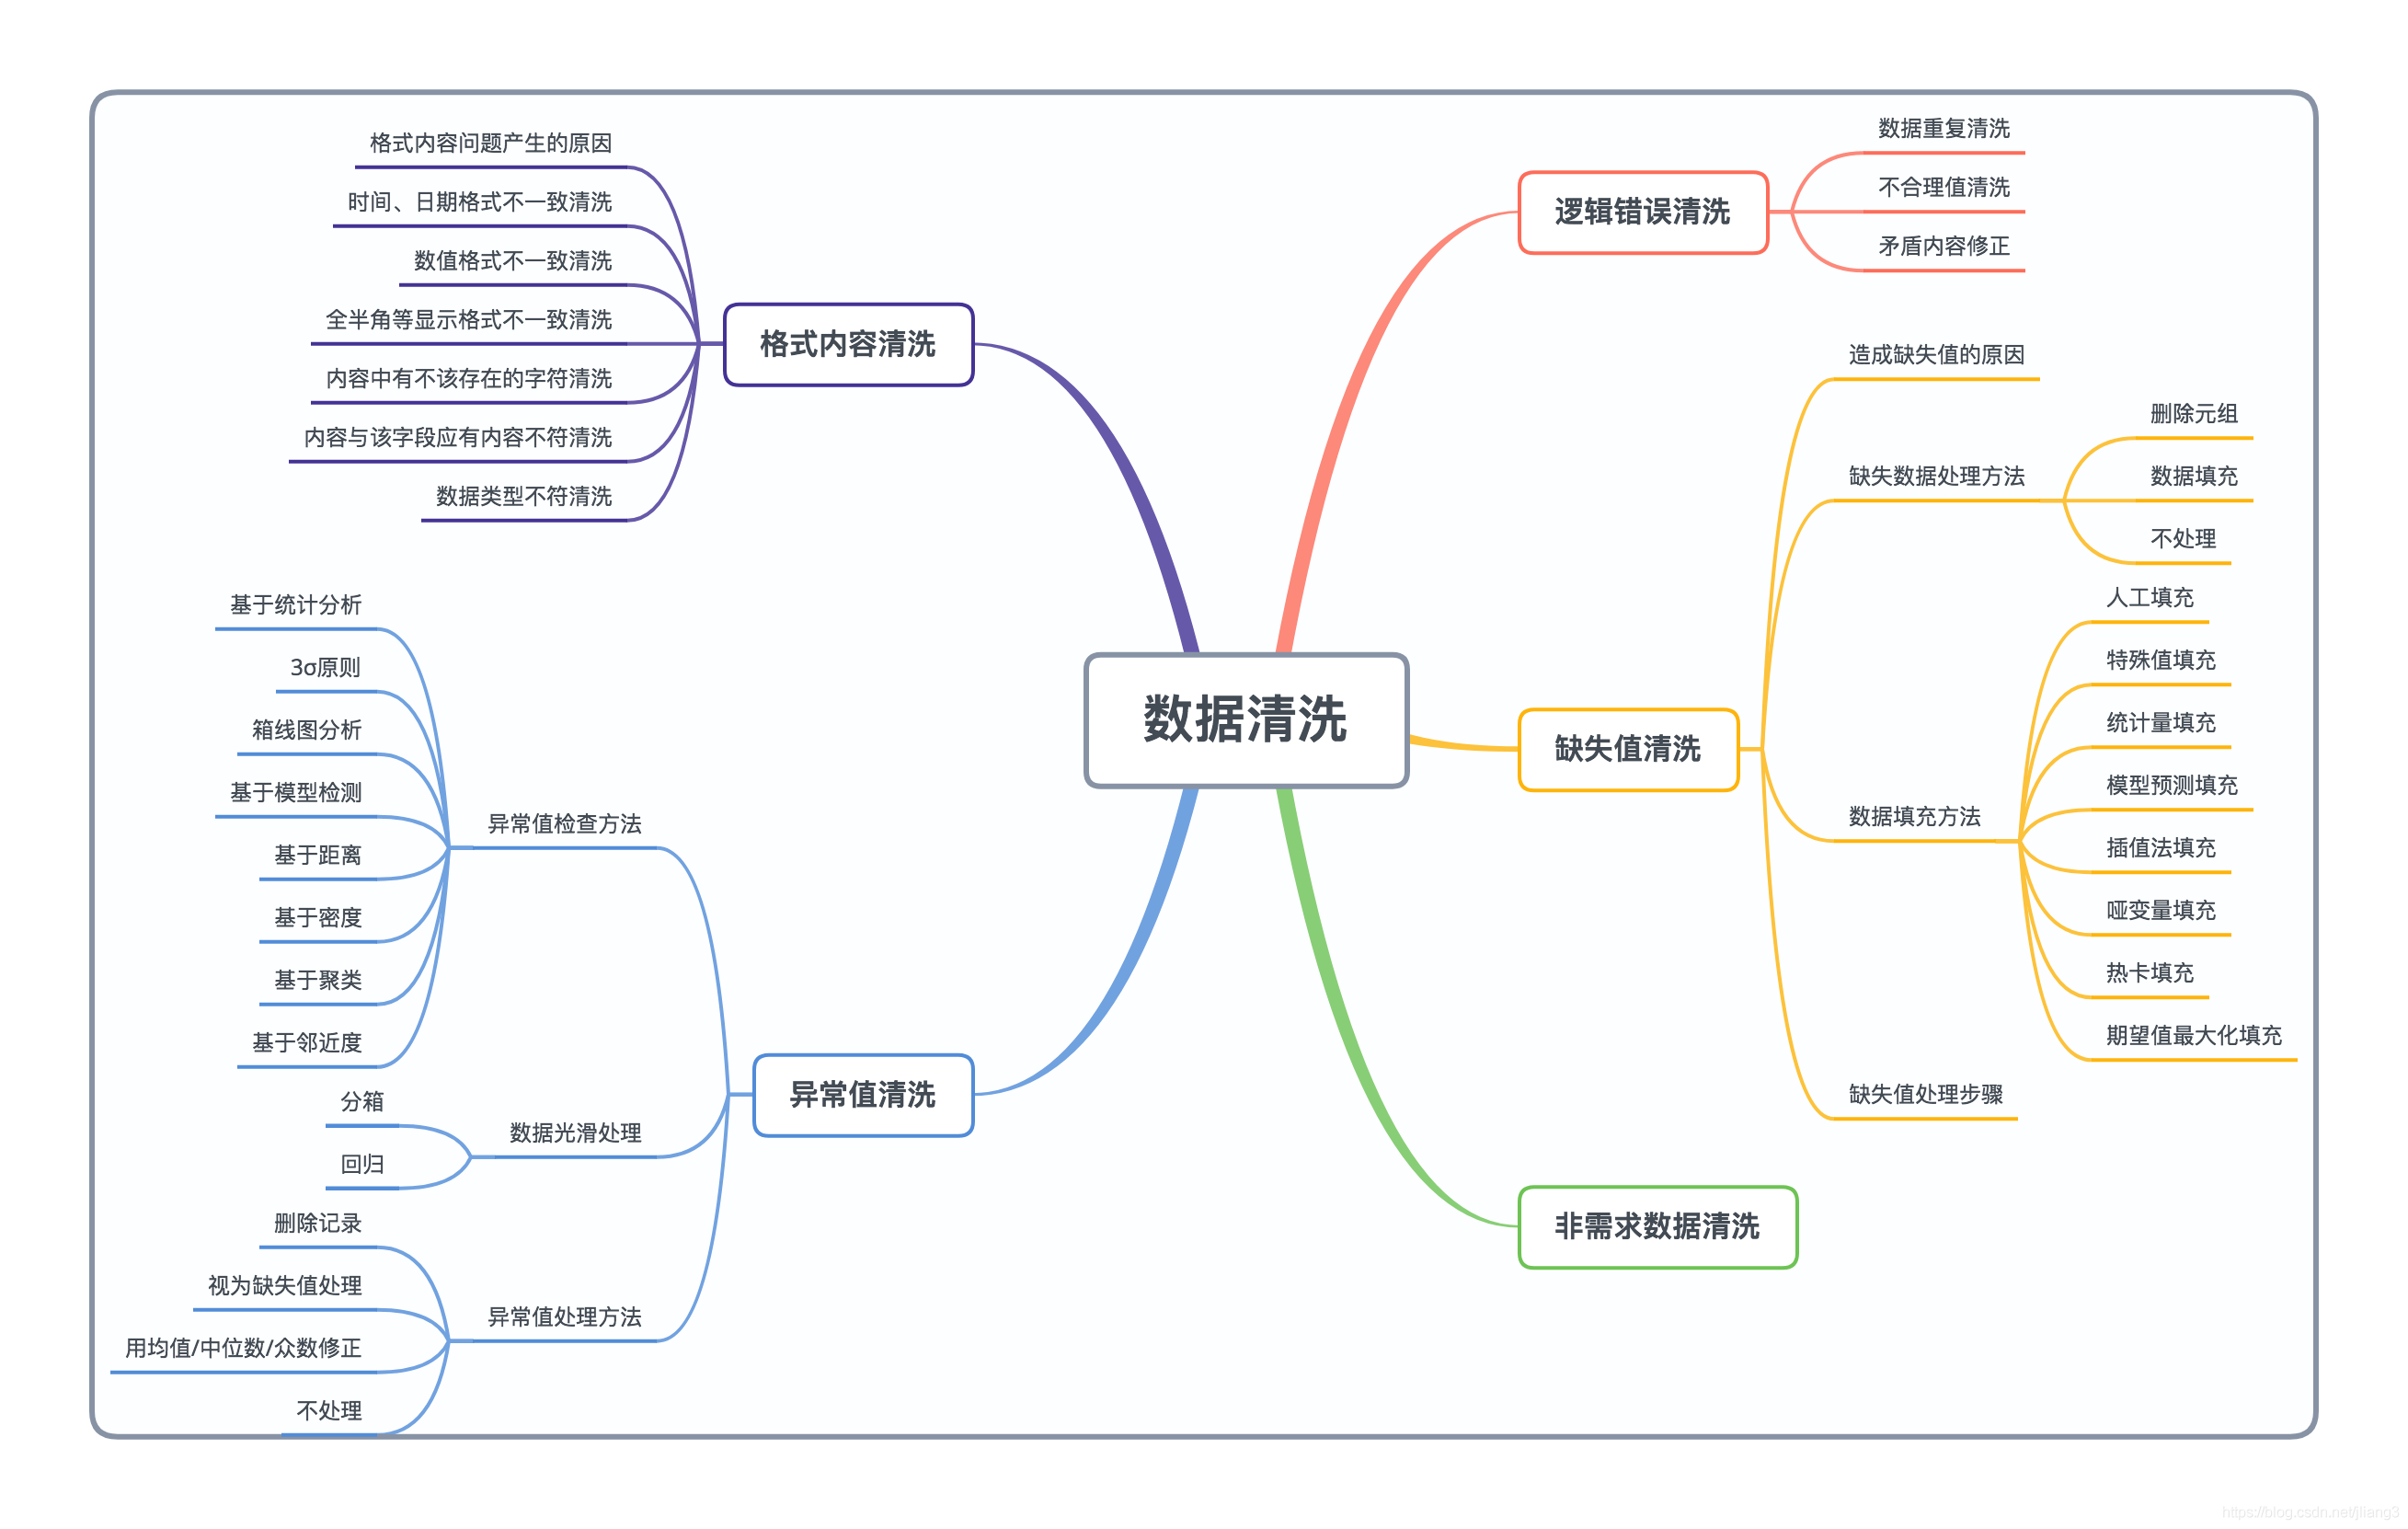 数据清洗
逻辑错误清洗
数据重复清洗
不合理值清洗
矛盾内容修正
缺失值清洗
造成缺失值的原因
缺失数据处理方法
删除元组
数据填充
不处理
数据填充方法
人工填充
特殊值填充
统计量填充
模型预测填充
插值法填充
哑变量填充
热卡填充
期望值最大化填充
缺失值处理步骤
非需求数据清洗
格式内容清洗
格式内容问题产生的原因
时间、日期格式不一致清洗
数值格式不一致清洗
全半角等显示格式不一致清洗
内容中有不该存在的字符清洗
内容与该字段应有内容不符清洗
数据类型不符清洗
异常值清洗
异常值检查方法
基于统计分析
3σ原则
箱线图分析
基于模型检测
基于距离
基于密度
基于聚类
基于邻近度
数据光滑处理
分箱
回归
异常值处理方法
删除记录
视为缺失值处理
用均值/中位数/众数修正
不处理
https://blog.csdn.net/jliang3